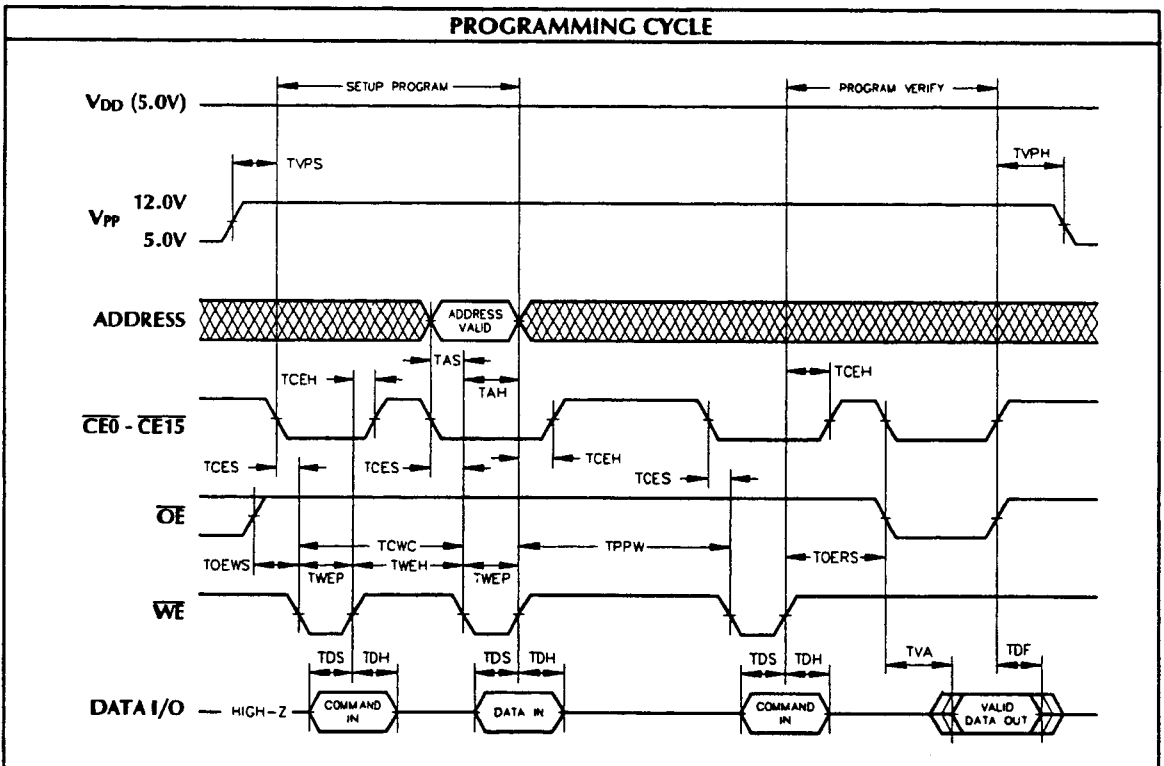 PROGRAMMING CYCLE
SETUP PROGRAM
PROGRAM VERIFY
VDD (5.0V)
TVPS
TVPH
12.0V
VPP
5.0V
ADDRESS
ADDRESS
VALID
TAS
TCEH
TCEH
TAH
CE0 - CE15
TCES
TCES
TCEH
TCES
OE
TCWC
TPPW
TOERS
TOEWS
TWEP
TWEH
TWEP
WE
TDS
TDH
TDS
TDH
TDS
TDH
TVA
TDF
DATA I/O
HIGH-Z
COMMAND
IN
DATA IN
COMMAND
IN
VALID
DATA OUT